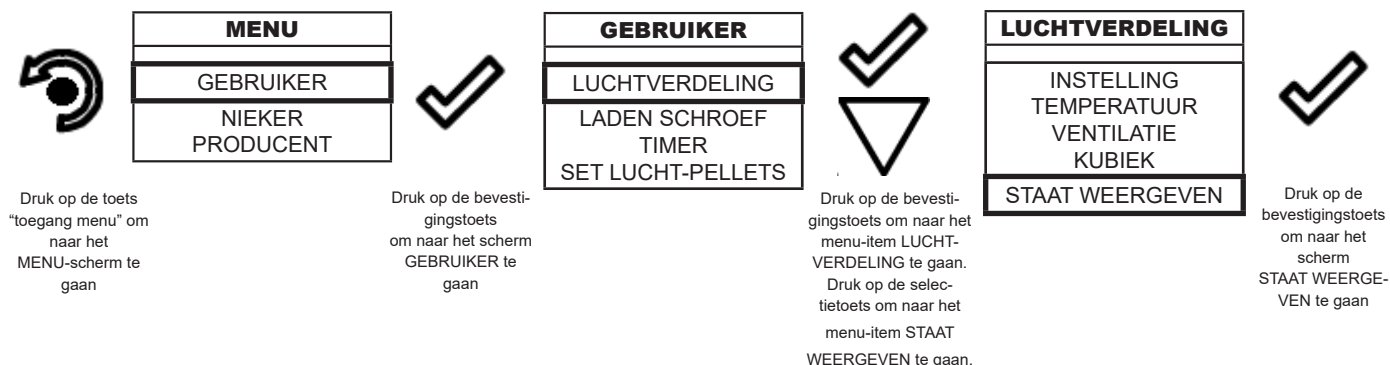 MENU
GEBRUIKER
NIEKER
PRODUCENT
Druk op de toets
“toegang menu” om
naar het
MENU-scherm te
gaan
Druk op de bevesti-
gingstoets
om naar het scherm
GEBRUIKER te
gaan
GEBRUIKER
LUCHTVERDELING
LADEN SCHROEF
TIMER
SET LUCHT-PELLETS
Druk op de bevesti-
gingstoets om naar het
menu-item LUCHT-
VERDELING te gaan.
Druk op de selec-
tietoets om naar het
menu-item STAAT
WEERGEVEN te gaan.
LUCHTVERDELING
INSTELLING
TEMPERATUUR
VENTILATIE
KUBIEK
STAAT WEERGEVEN
Druk op de
bevestigingstoets
om naar het
scherm
STAAT WEERGE-
VEN te gaan